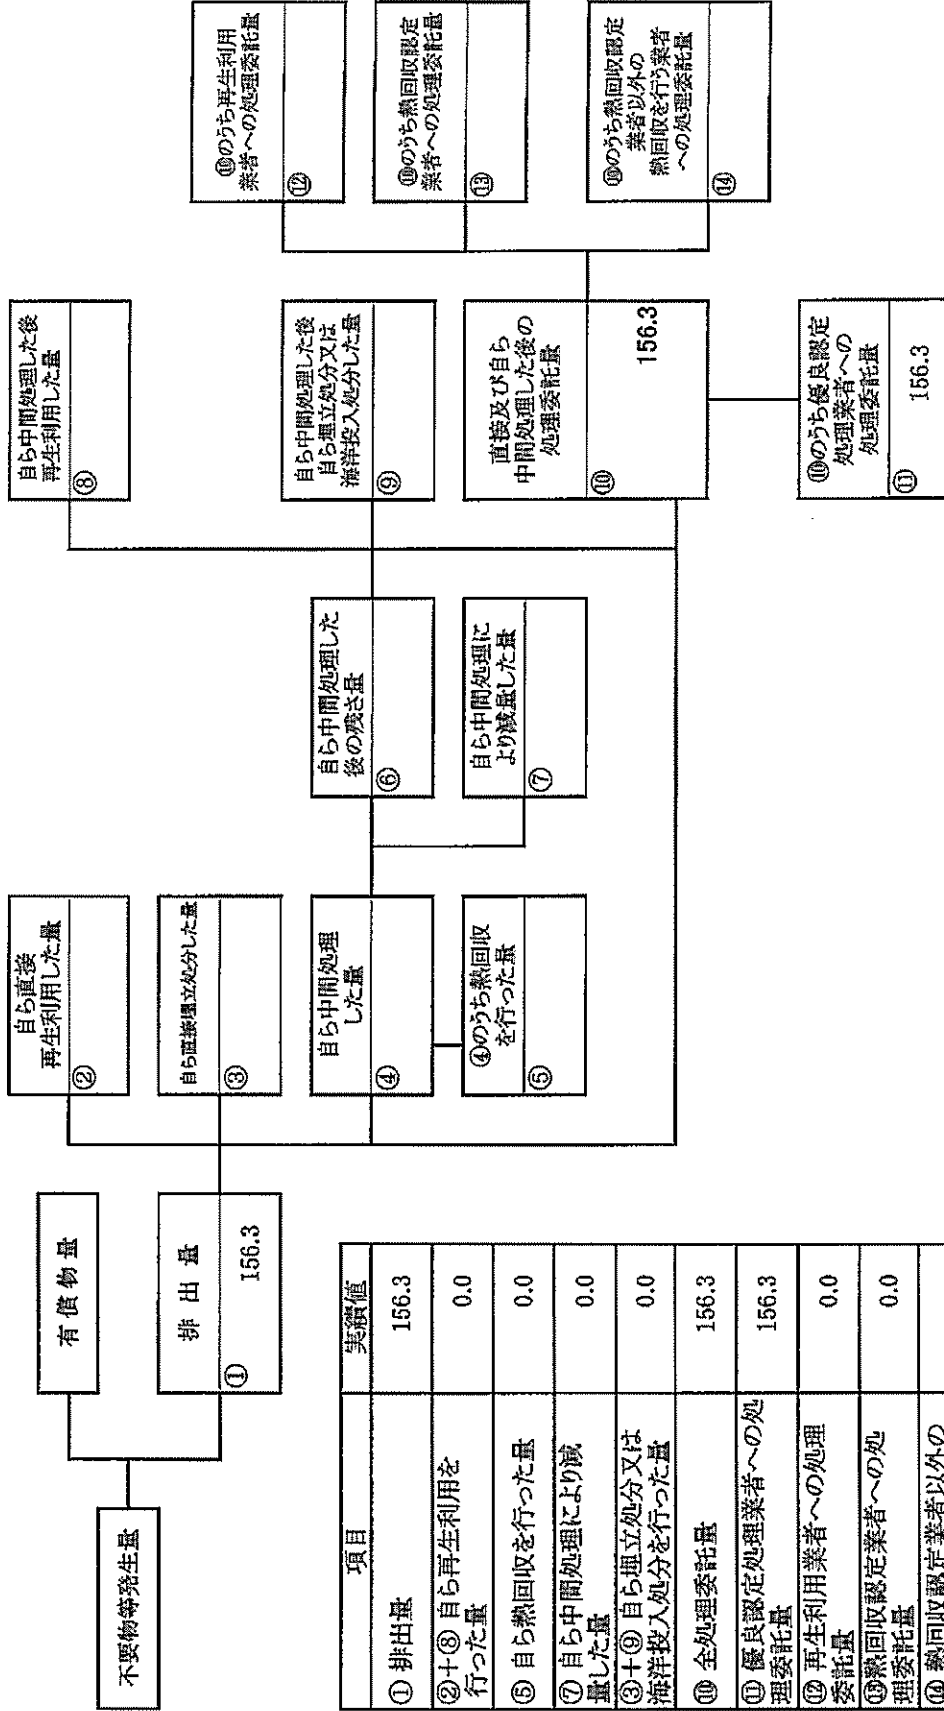 不要物等発生量
有償物量
排出量
①
156.3
自ら直接
再生利用した量
②
自ら直接埋立処分した量
③
自ら中間処理
した量
④
④のうち熱回収
を行った量
⑤
自ら中間処理した
後の残さ量
⑥
自ら中間処理に
より減量した量
⑦
自ら中間処理した後
再生利用した量
⑧
自ら中間処理した後
自ら埋立処分又は
海洋投入処分した量
⑨
直接及び自ら
中間処理した後の
処理委託量
⑩
156.3
⑩のうち優良認定
処理業者への
処理委託量
⑪
156.3
⑩のうち再生利用
業者への処理委託量
⑫
⑩のうち熱回収認定
業者への処理委託量
⑬
⑩のうち熱回収認定
業者以外の
熱回収を行う業者
への処理委託量
⑭
項目 実績値
① 排出量 156.3
②+⑧ 自ら再生利用を
行った量 0.0
⑤ 自ら熱回収を行った量 0.0
⑦ 自ら中間処理により減
量した量 0.0
③+⑨ 自ら埋立処分又は
海洋投入処分を行った量 0.0
⑩ 全処理委託量 156.3
⑪ 優良認定処理業者への処
理委託量 156.3
⑫ 再生利用業者への処理
委託量 0.0
⑬熱回収認定業者への処
理委託量 0.0
⑭ 熱回収認定業者以外の